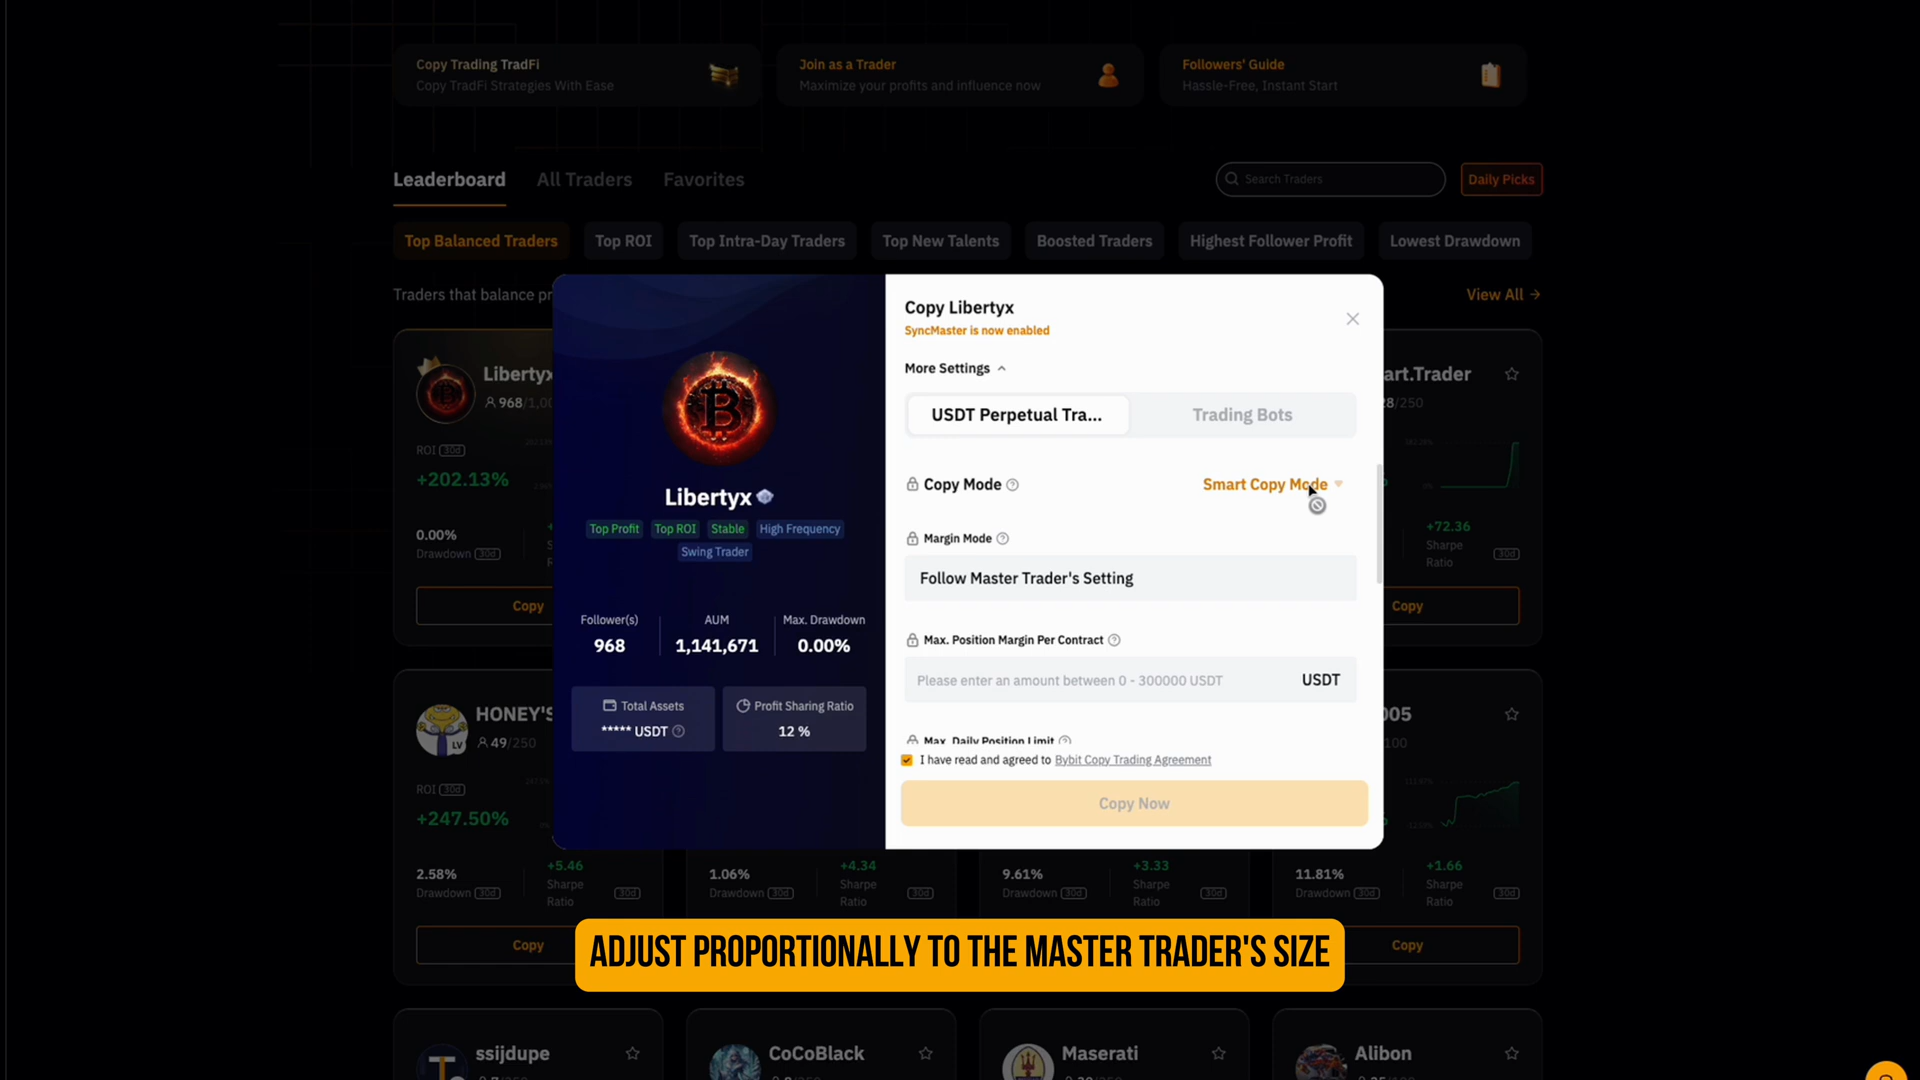 Copy Trading TradFi
Copy TradFi Strategies With Ease
Join as a Trader
Maximize your profits and influence now
Followers' Guide
Hassle-Free, Instant Start
Leaderboard All Traders Favorites
Search Traders
Daily Picks
Top Balanced Traders Top ROI Top Intra-Day Traders Top New Talents Boosted Traders Highest Follower Profit Lowest Drawdown
Traders that balance
View All →
Libertyx
968/1,00
ROI 30d
+202.13%
0.00%
Drawdown 30d
Copy
Libertyx
Top Profit Top ROI Stable High Frequency
Swing Trader
Follower(s) AUM Max. Drawdown
968 1,141,671 0.00%
Total Assets
***** USDT
Profit Sharing Ratio
12 %
Copy Libertyx
SyncMaster is now enabled
More Settings
USDT Perpetual Tra... Trading Bots
Copy Mode
Smart Copy Mode
Margin Mode
Follow Master Trader's Setting
Max. Position Margin Per Contract
Please enter an amount between 0 - 300000 USDT
USDT
Max. Daily Position Limit
I have read and agreed to Bybit Copy Trading Agreement
Copy Now
art.Trader
8/250
+72.36
Sharpe
Ratio
30d
Copy
HONEY'S
LV
49/250
ROI 30d
+247.50%
005
100
2.58%
Drawdown 30d
+5.46
Sharpe
Ratio
30d
1.06%
Drawdown 30d
+4.34
Sharpe
Ratio
30d
9.61%
Drawdown 30d
+3.33
Sharpe
Ratio
30d
11.81%
Drawdown 30d
+1.66
Sharpe
Ratio
30d
Copy
Copy
ADJUST PROPORTIONALLY TO THE MASTER TRADER'S SIZE
ssijdupe
CoCoBlack
Maserati
Alibon